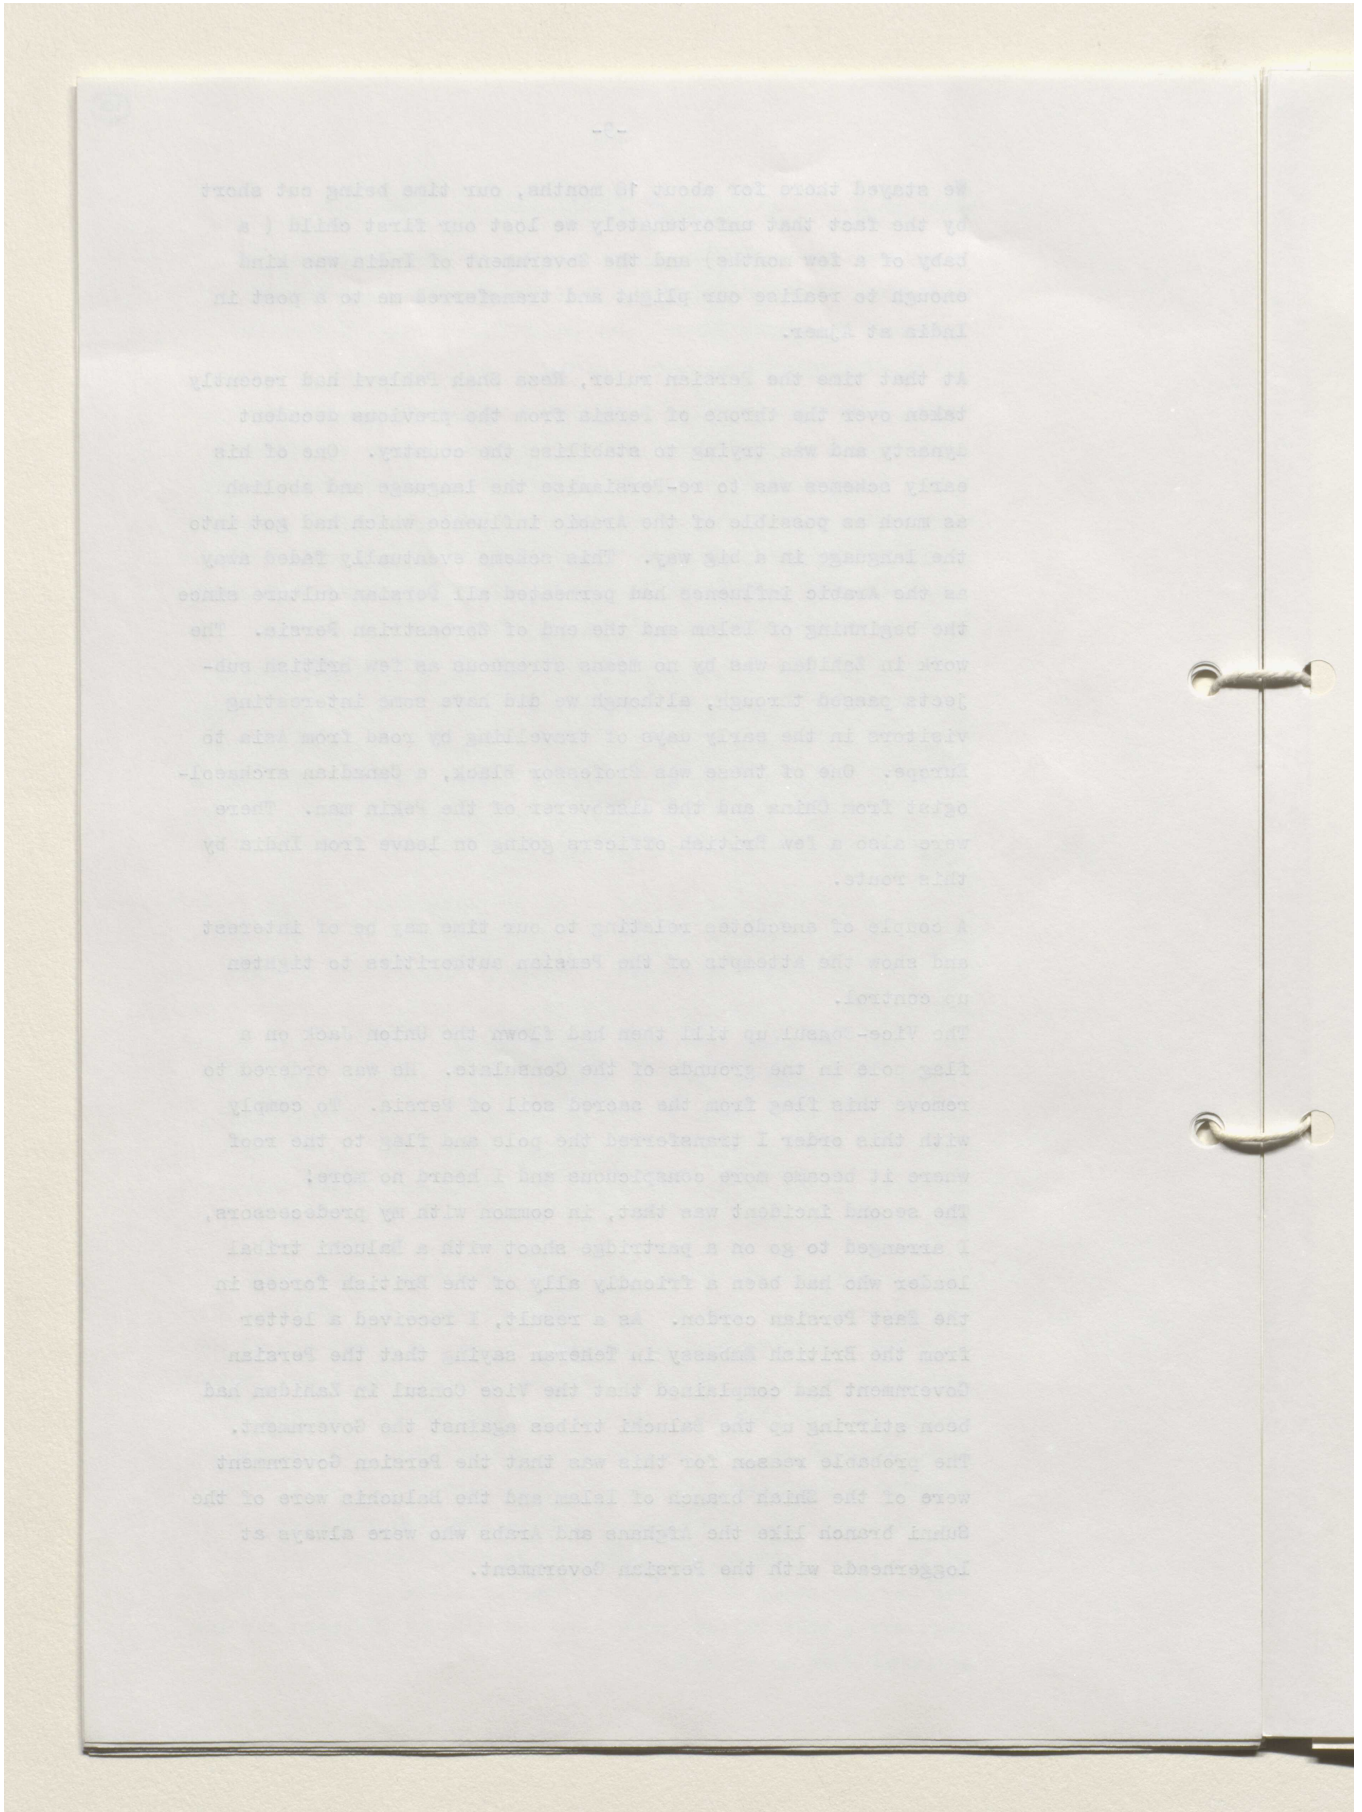 -3-
We stayed there for about 10 months, our time being cut short
by the fact that unfortunately we lost our first child ( a
baby of a few months) and the Government of India was kind
enough to realise our plight and transferred me to a post in
India at Ajmer.
At that time the Persian ruler, Reza Shah Pahlevi had recently
taken over the throne of Persia from the previous decadent
dynasty and was trying to stabilise the country. One of his
early schemes was to re-Persianize the language and abolish
as much as possible of the Arabic influence which had got into
the language in a big way. This scheme eventually faded away
as the Arabic influence had permeated all Persian culture since
the beginning of Islam and the end of Zoroastrian Persia. The
work in Zahidan was by no means strenuous as few British sub-
jects passed through, although we did have some interesting
visitors in the early days of travelling by road from Asia to
Europe. One of these was Professor Black, a Canadian archaeol-
ogist from China and the discoverer of the Pekin man. There
were also a few British officers going on leave from India by
this route.
A couple of anecdotes relating to our time may be of interest
and show the attempts of the Persian authorities to tighten
up control.
The Vice-Consul up till then had flown the Union Jack on a
flag pole in the grounds of the Consulate. He was ordered to
remove this flag from the sacred soil of Persia. To comply
with this order I transferred the pole and flag to the roof
where it became more conspicuous and I heard no more!
The second incident was that, in common with my predecessors,
I arranged to go on a partridge shoot with a Baluchi tribal
leader who had been a friendly ally of the British forces in
the East Persian cordon. As a result, I received a letter
from the British Embassy in Teheran saying that the Persian
Government had complained that the Vice Consul in Zahidan had
been stirring up the Baluchi tribes against the Government.
The probable reason for this was that the Persian Government
were of the Shiah branch of Islam and the Baluchis were of the
Suhni branch like the Afghans and Arabs who were always at
loggerheads with the Persian Government.